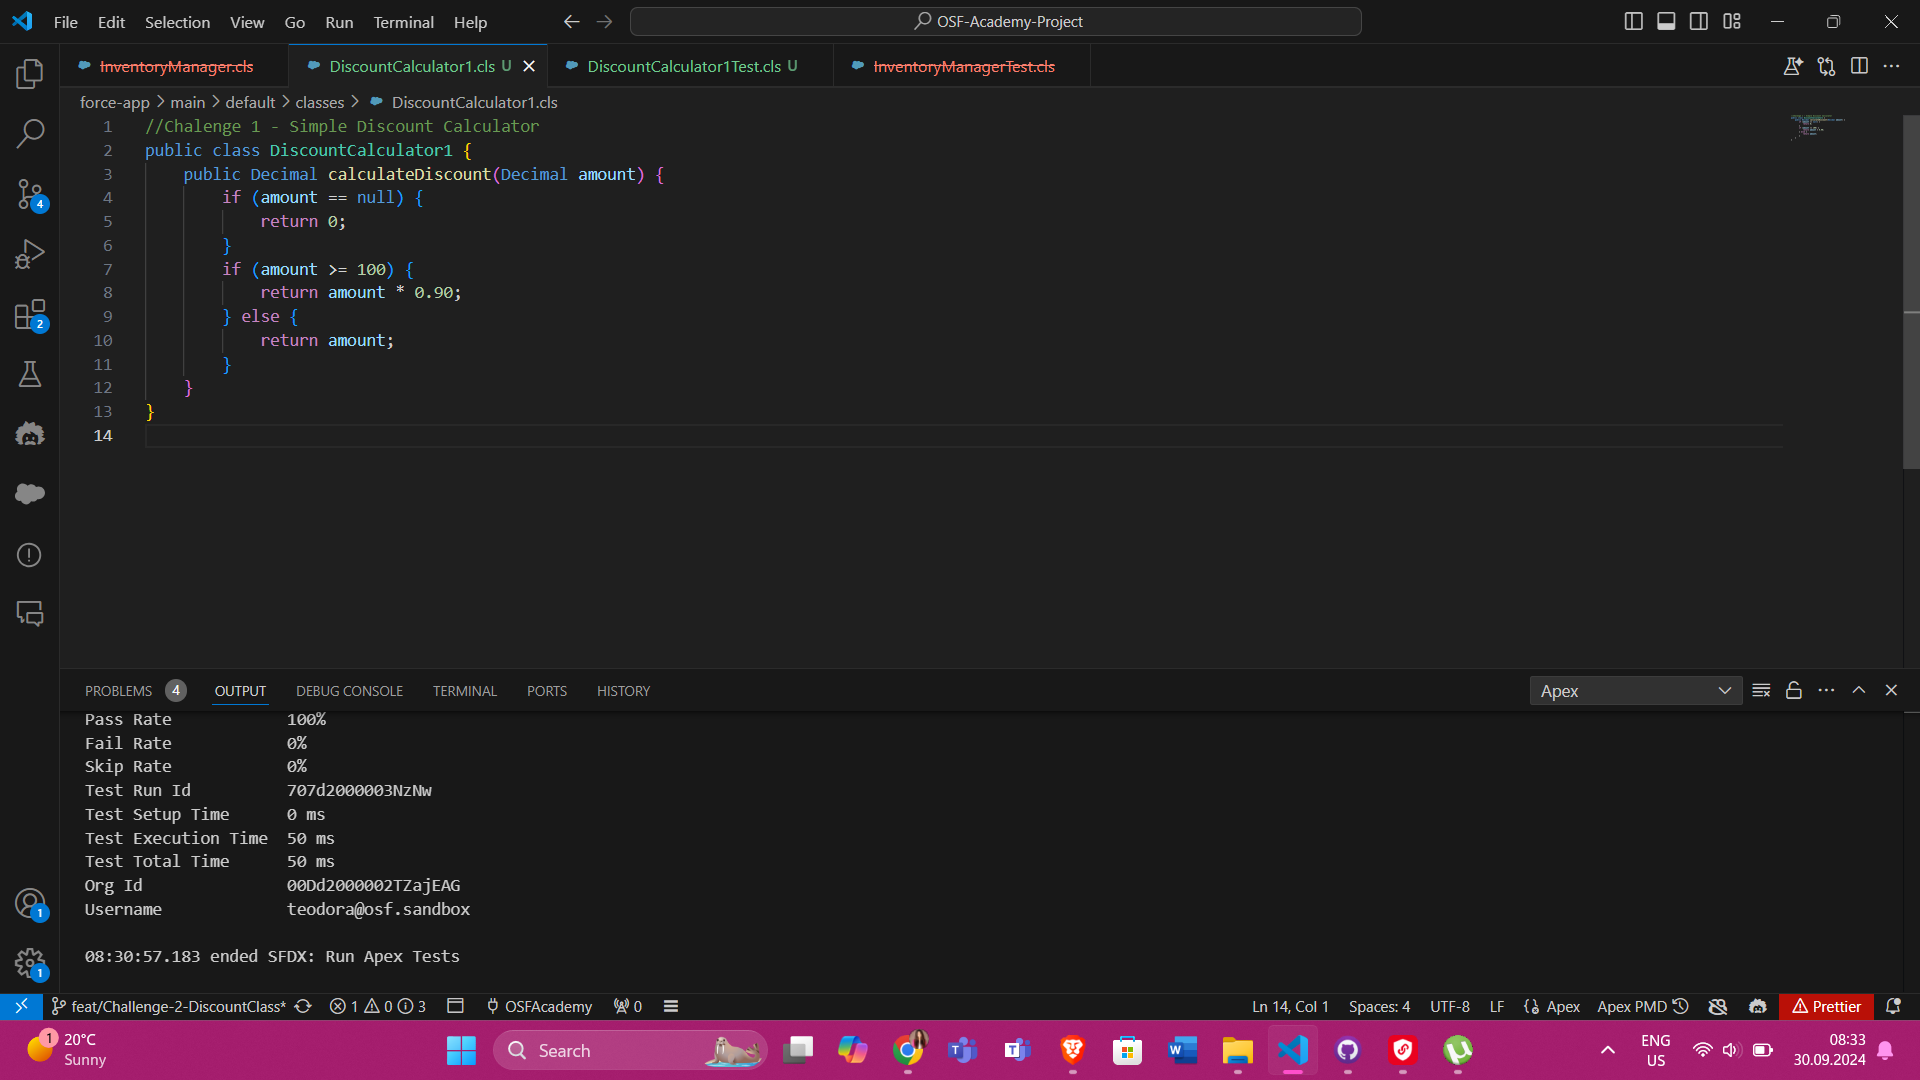 File Edit Selection View Go Run Terminal Help
OSF-Academy-Project
InventoryManager.cls
DiscountCalculator1.cls U
DiscountCalculator1Test.cls U
InventoryManagerTest.cls
force-app > main > default > classes > DiscountCalculator1.cls
1 //Chalenge 1 - Simple Discount Calculator
2 public class DiscountCalculator1 {
3 public Decimal calculateDiscount(Decimal amount) {
4 if (amount == null) {
5 return 0;
6 }
7 if (amount >= 100) {
8 return amount * 0.90;
9 } else {
10 return amount;
11 }
12 }
13 }
14
4
2
1
1
PROBLEMS 4 OUTPUT DEBUG CONSOLE TERMINAL PORTS HISTORY
Apex
Pass Rate 100%
Fail Rate 0%
Skip Rate 0%
Test Run Id 707d2000003NzNw
Test Setup Time 0 ms
Test Execution Time 50 ms
Test Total Time 50 ms
Org Id 00Dd2000002TZajEAG
Username teodora@osf.sandbox
08:30:57.183 ended SFDX: Run Apex Tests
feat/Challenge-2-DiscountClass* 1 0 3 OSFAcademy 0
Ln 14, Col 1 Spaces: 4 UTF-8 LF Apex Apex PMD Prettier
1
20°C
Sunny
Search
ENG
US
08:33
30.09.2024